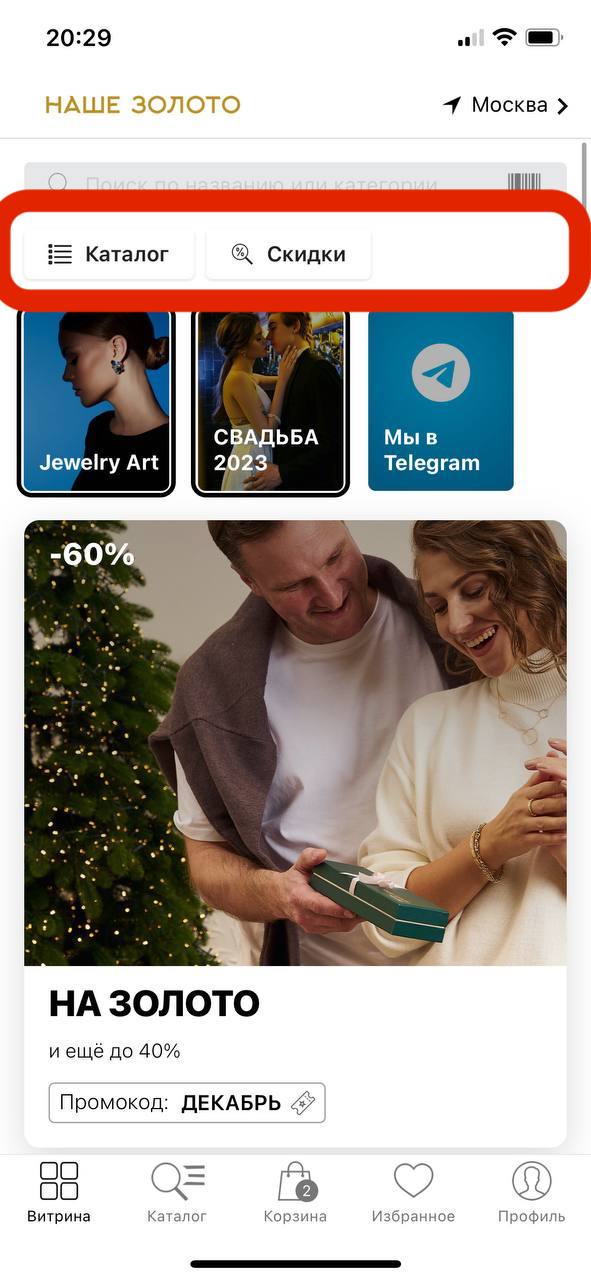 20:29
НАШЕ ЗОЛОТО
Москва
Поиск по названию или категории
Каталог
Скидки
Jewelry Art
СВАДЬБА
2023
Мы в
Telegram
-60%
НА ЗОЛОТО
и ещё до 40%
Промокод: ДЕКАБРЬ
2
Витрина
Каталог
Корзина
Избранное
Профиль